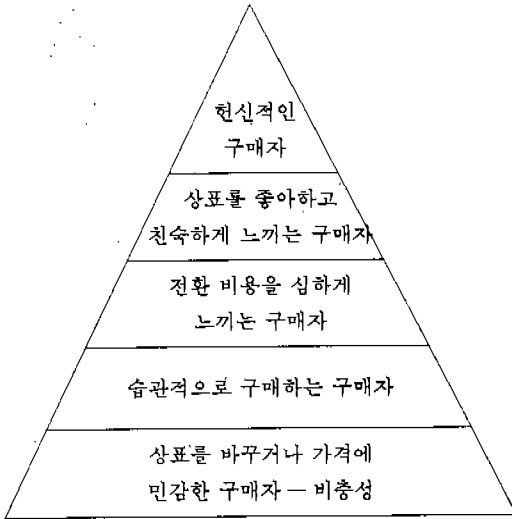 헌신적인
구매자
상표를 좋아하고
친숙하게 느끼는 구매자
전환 비용을 심하게
느끼는 구매자
습관적으로 구매하는 구매자
상표를 바꾸거나 가격에
민감한 구매자 — 비충성